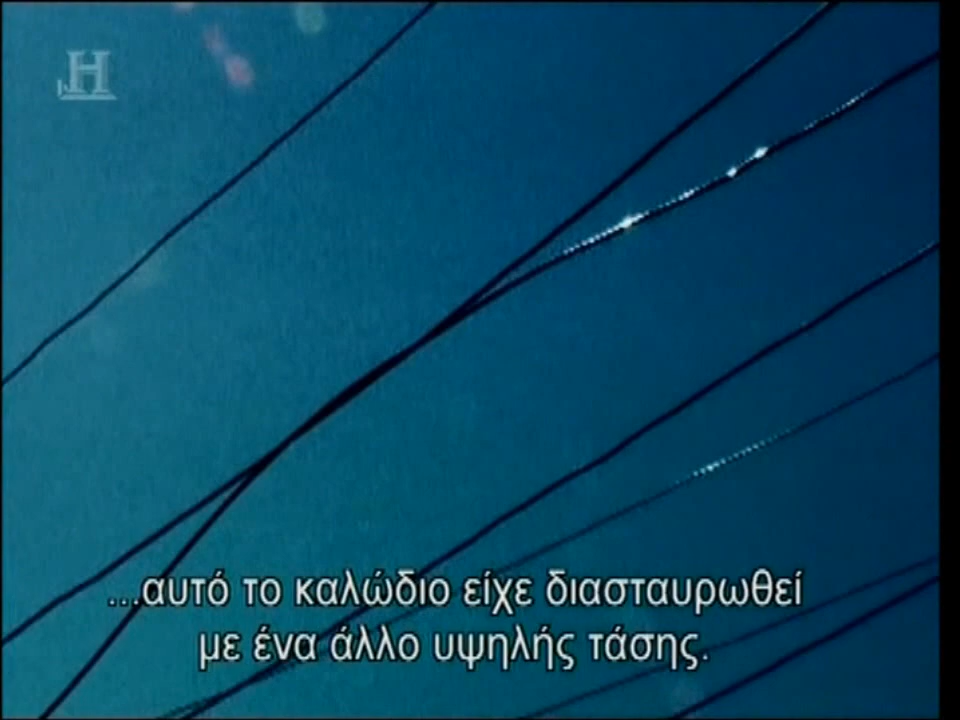 H
...αυτό το καλώδιο είχε διασταυρωθεί
με ένα άλλο υψηλής τάσης.